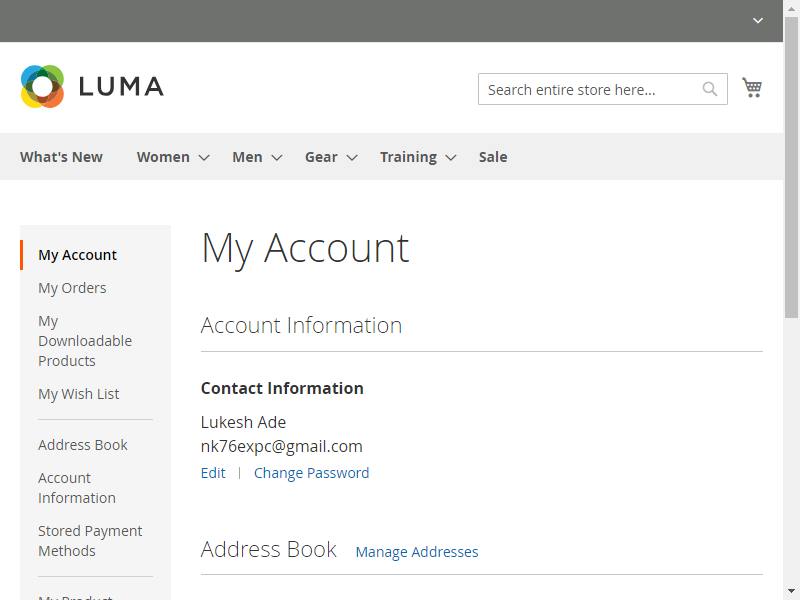 LUMA
Search entire store here...
What's New
Women
Men
Gear
Training
Sale
My Account
My Orders
My
Downloadable
Products
My Wish List
Address Book
Account
Information
Stored Payment
Methods
My Product
My Account
Account Information
Contact Information
Lukesh Ade
nk76expc@gmail.com
Edit | Change Password
Address Book Manage Addresses